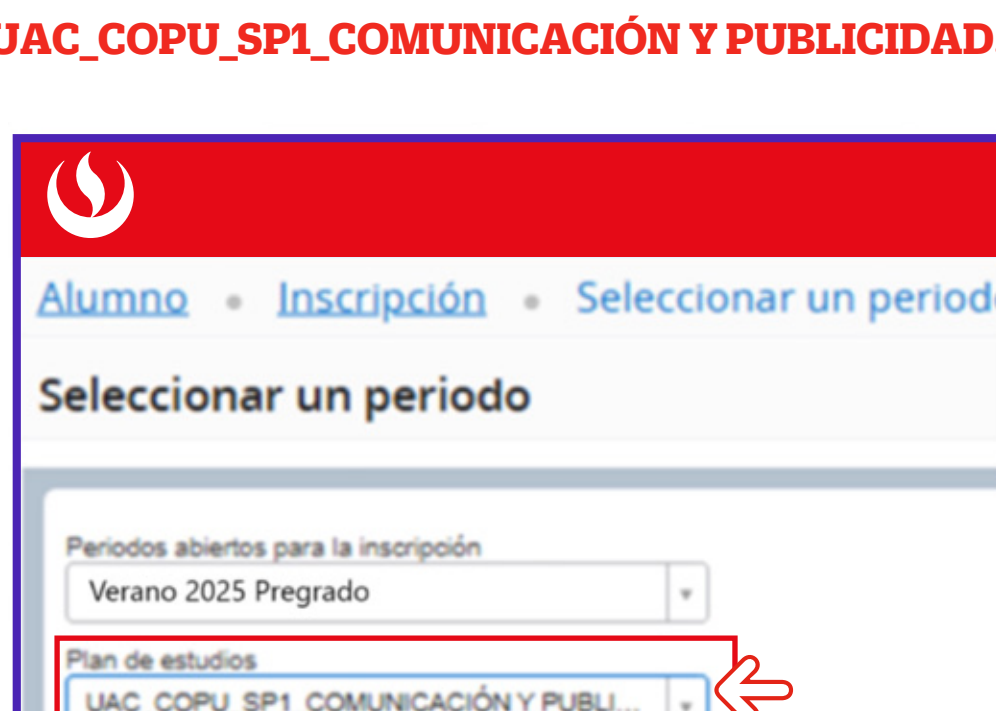 UAC_COPU_SP1_COMUNICACIÓN Y PUBLICIDAD.
Alumno • Inscripción • Seleccionar un periodo
Seleccionar un periodo
Periodos abiertos para la inscripción
Verano 2025 Pregrado
Plan de estudios
UAC_COPU_SP1_COMUNICACIÓN Y PUBLI...